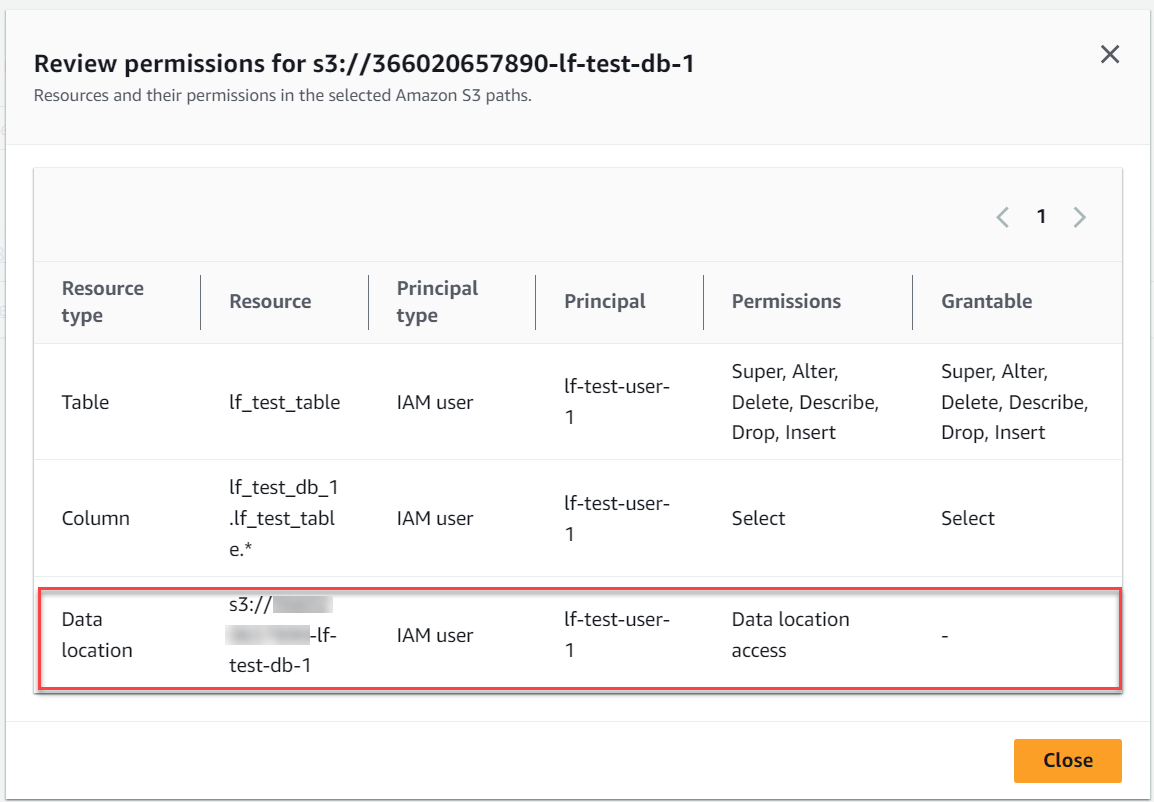 Review permissions for s3://366020657890-lf-test-db-1
Resources and their permissions in the selected Amazon S3 paths.
1
Resource type
Resource
Principal type
Principal
Permissions
Grantable
Table
lf_test_table
IAM user
lf-test-user-
1
Super, Alter,
Delete, Describe,
Drop, Insert
Super, Alter,
Delete, Describe,
Drop, Insert
Column
lf_test_db_1
.lf_test_tabl
e.*
IAM user
lf-test-user-
1
Select
Select
Data
location
s3://
-lf-
test-db-1
IAM user
lf-test-user-
1
Data location
access
-
Close